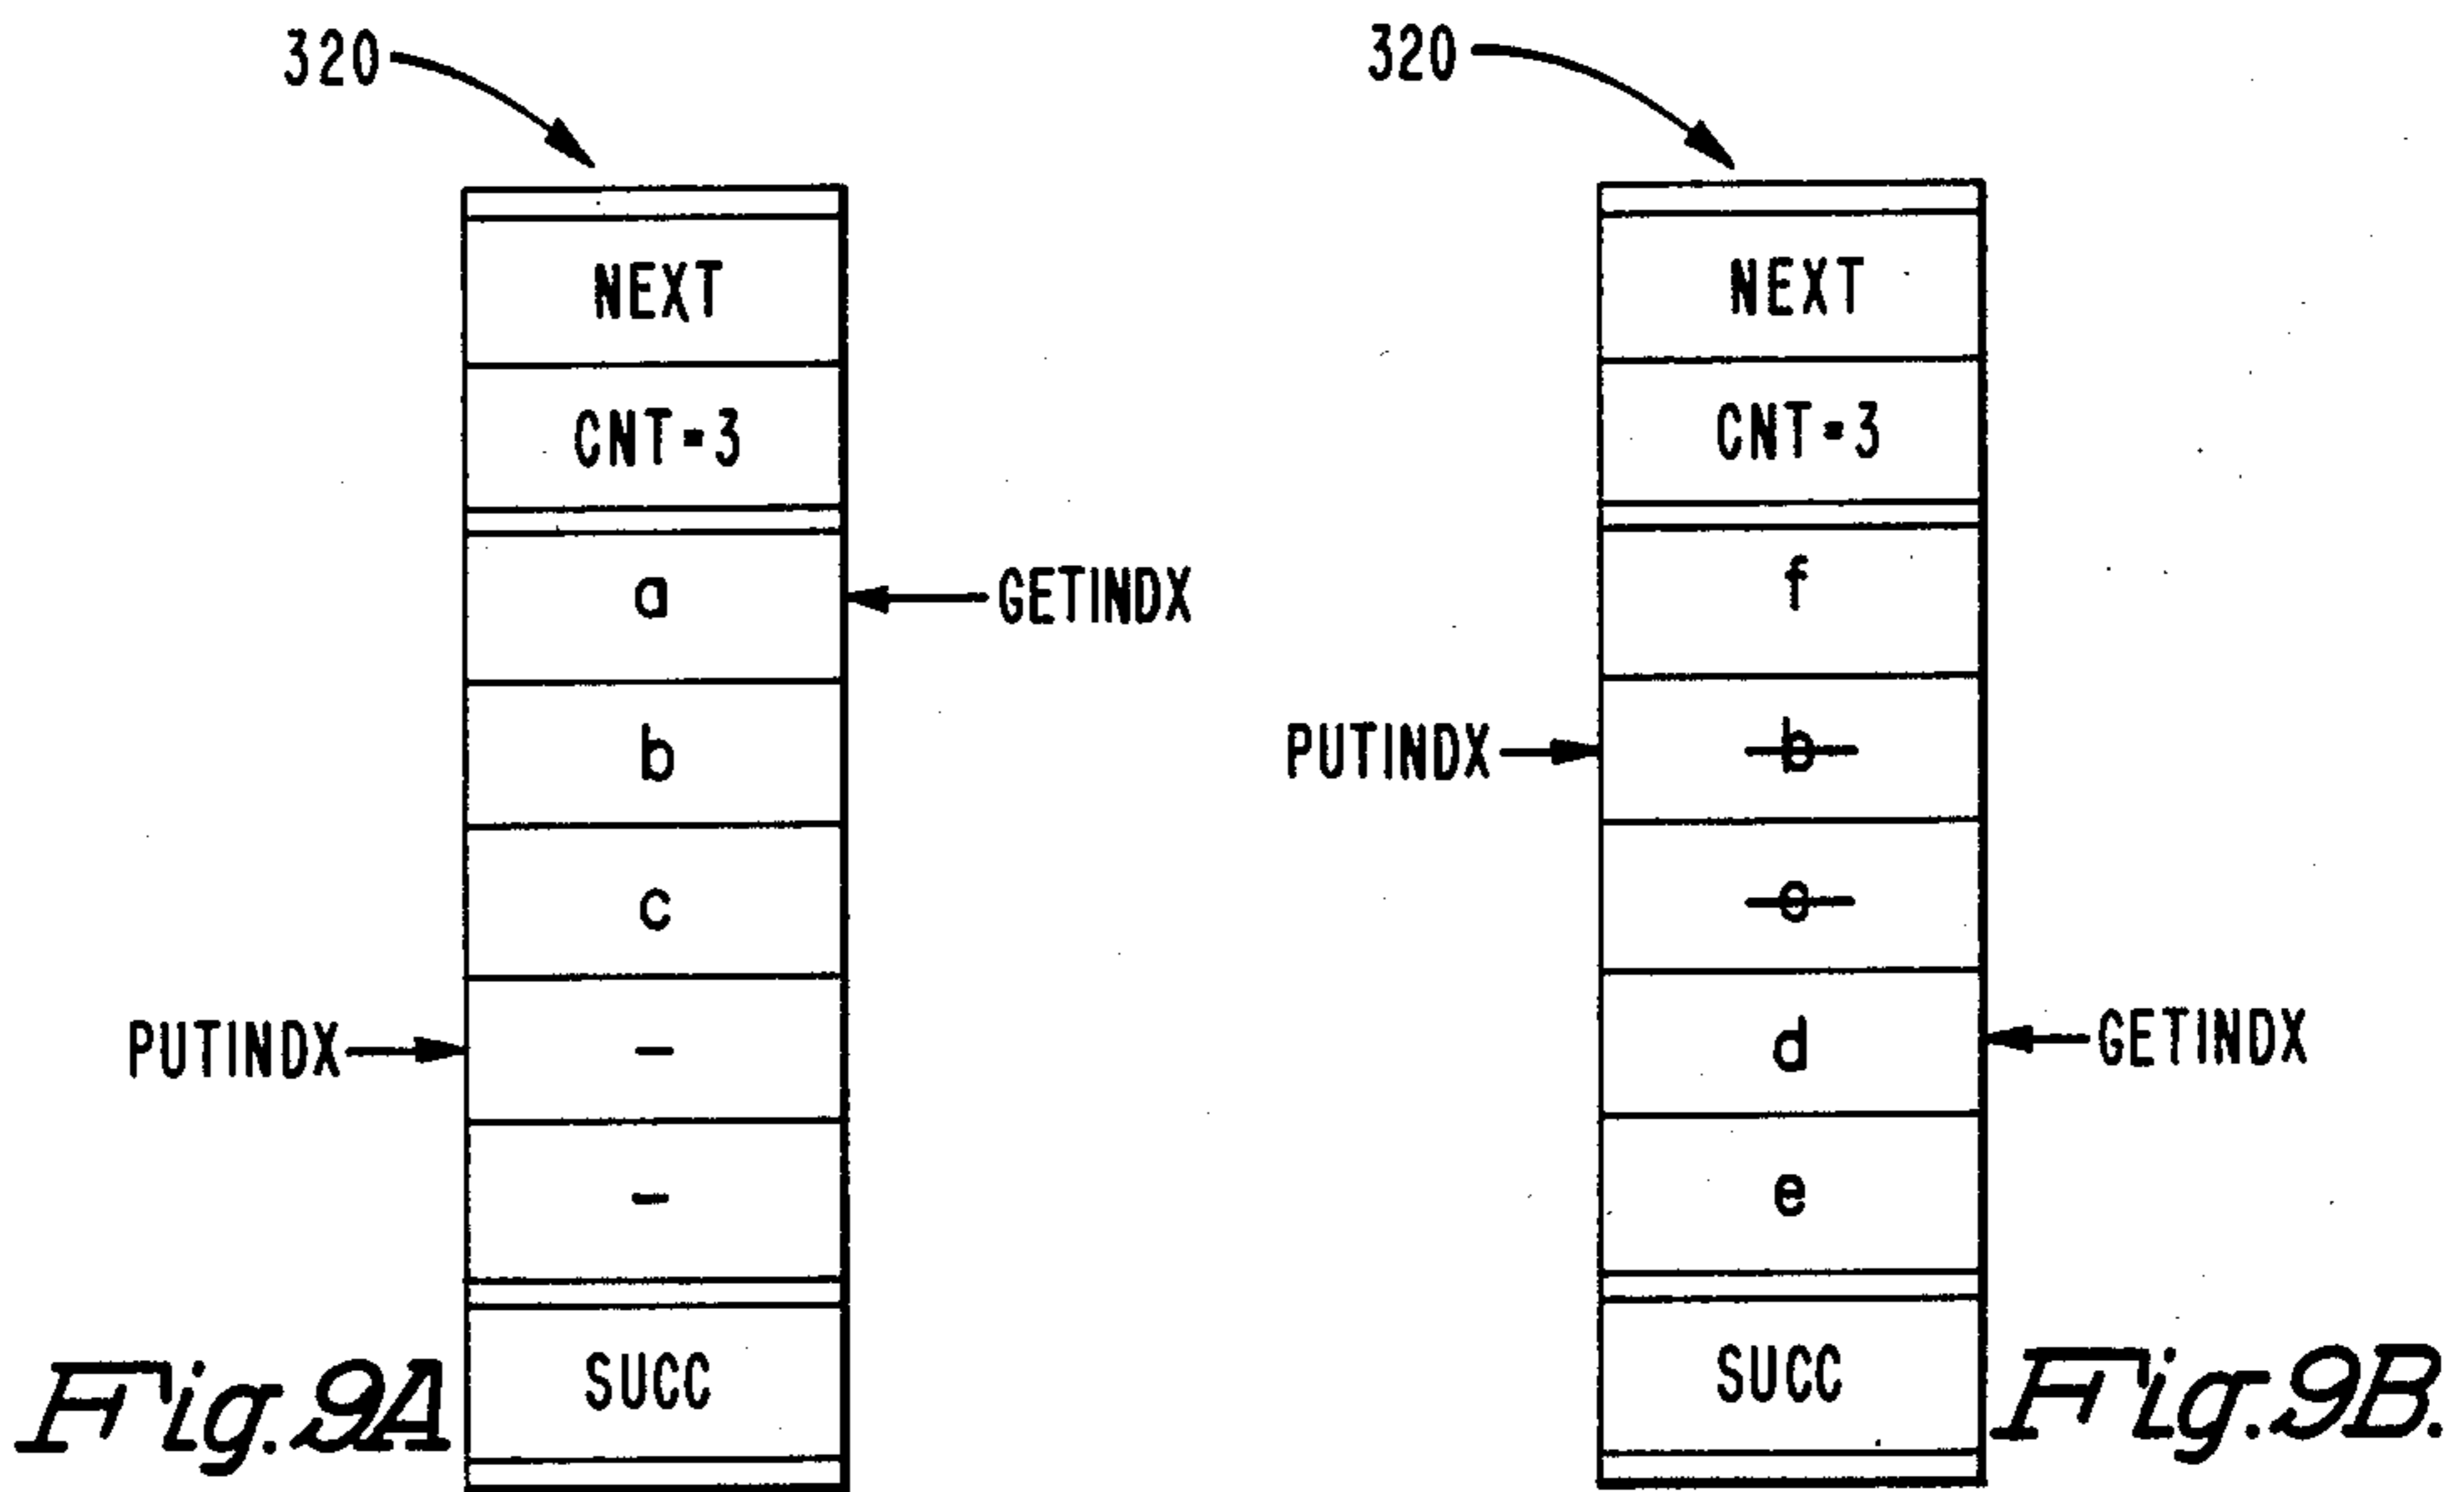 320
NEXT
CNT=3
a
GETINDX
b
c
PUTINDX
–
–
SUCC
Fig. 9A
320
NEXT
CNT=3
f
PUTINDX
b
c
d
GETINDX
e
SUCC
Fig. 9B.